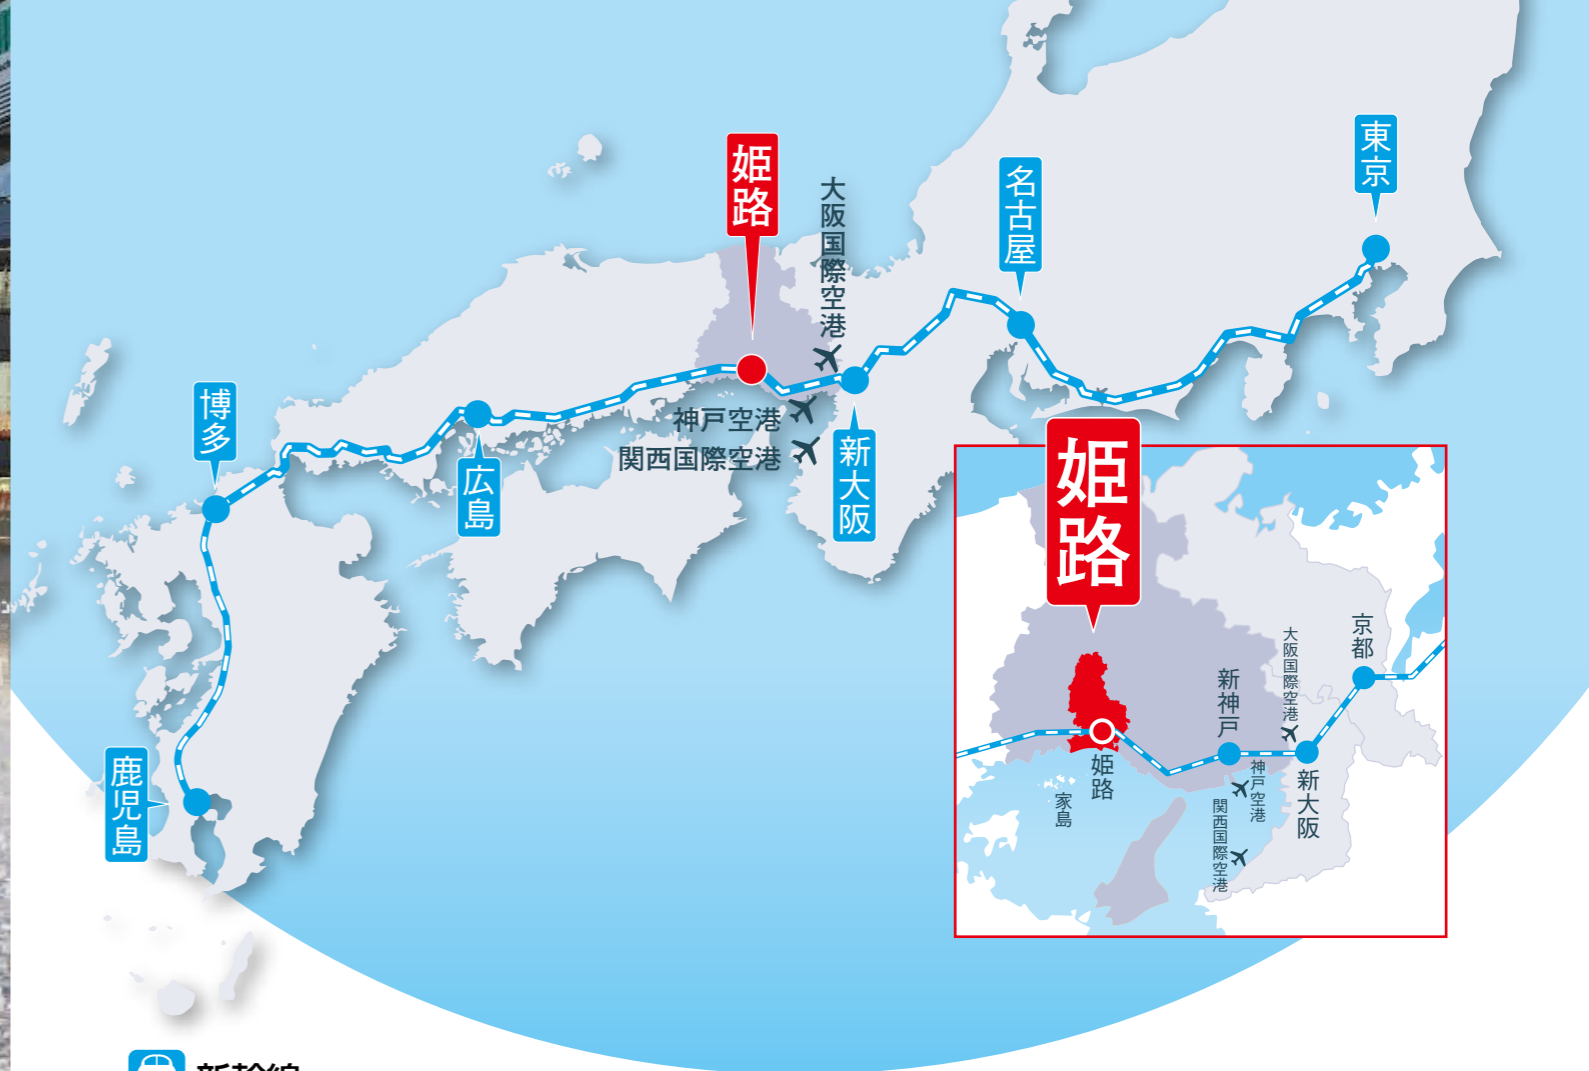 姫路
大阪国際空港
名古屋
東京
博多
広島
神戸空港
関西国際空港
新大阪
鹿児島
姫路
京都
大阪国際空港
新神戸
姫路
家島
神戸空港
関西国際空港
新大阪
新幹線